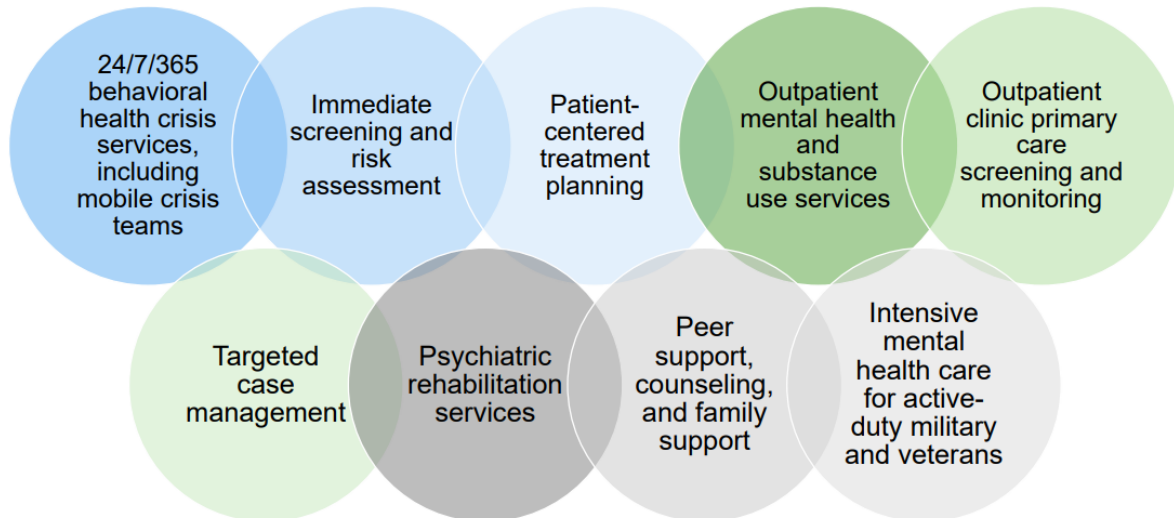 24/7/365
behavioral
health crisis
services,
including
mobile crisis
teams
Immediate
screening and
risk
assessment
Patient-
centered
treatment
planning
Outpatient
mental health
and
substance
use services
Outpatient
clinic primary
care
screening and
monitoring
Targeted
case
management
Psychiatric
rehabilitation
services
Peer
support,
counseling,
and family
support
Intensive
mental
health care
for active-
duty military
and veterans